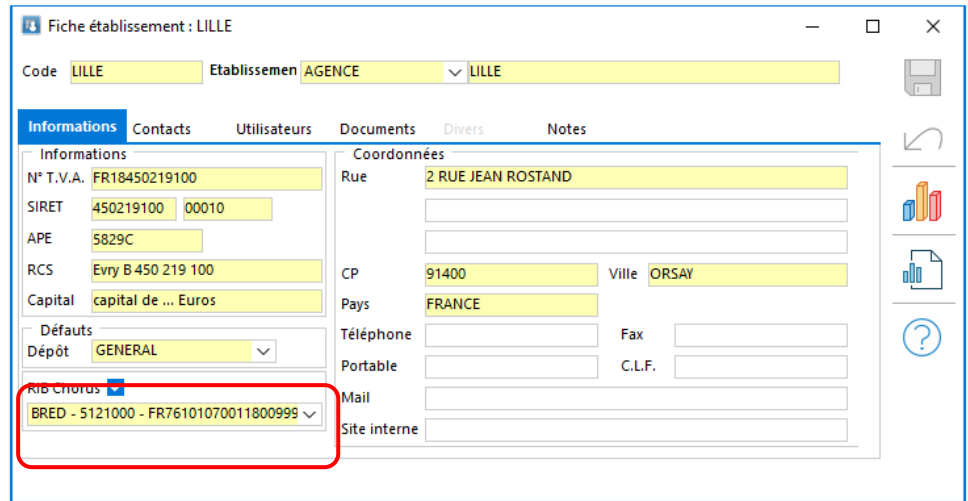 Fiche établissement : LILLE
Code LILLE Etablissemen AGENCE LILLE
Informations Contacts Utilisateurs Documents Divers Notes
Informations
N° T.V.A. FR18450219100
SIRET 450219100 00010
APE 5829C
RCS Evry B 450 219 100
Capital capital de ... Euros
Défauts
Dépôt GENERAL
RIB Chorus
BRED - 5121000 - FR76101070011800999
Coordonnées
Rue 2 RUE JEAN ROSTAND
CP 91400 Ville ORSAY
Pays FRANCE
Téléphone Fax
Portable C.L.F.
Mail
Site interne